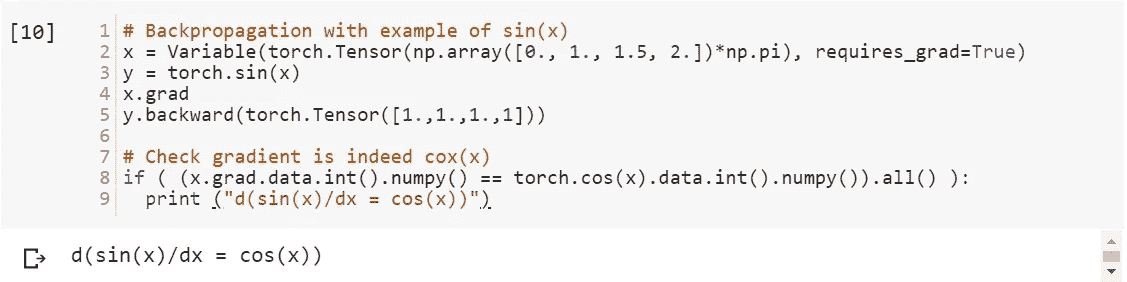 [10]
1 # Backpropagation with example of sin(x)
2 x = Variable(torch.Tensor(np.array([0., 1., 1.5, 2.])*np.pi), requires_grad=True)
3 y = torch.sin(x)
4 x.grad
5 y.backward(torch.Tensor([1.,1.,1.,1]))
6
7 # Check gradient is indeed cox(x)
8 if ( (x.grad.data.int().numpy() == torch.cos(x).data.int().numpy()).all() ):
9   print ("d(sin(x)/dx = cos(x))")
d(sin(x)/dx = cos(x))